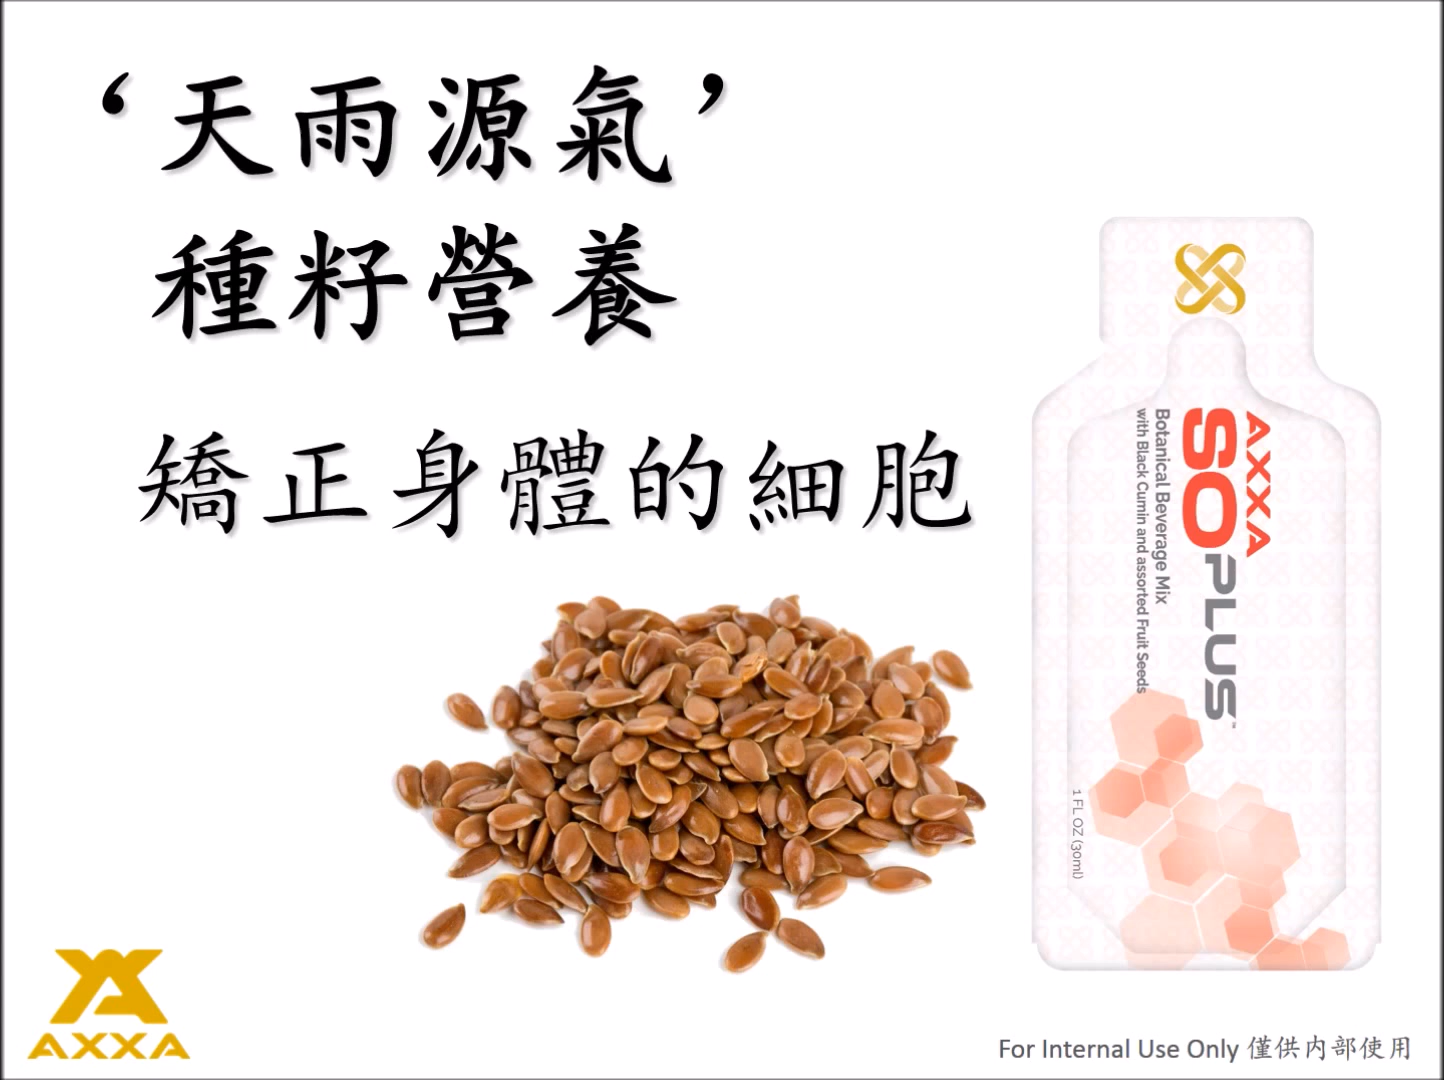 ‘天雨源氣’
種籽營養
矯正身體的細胞
AXXA
SOPLUS™
Botanical Beverage Mix
with Black Cumin and assorted Fruit Seeds
1 FL OZ (30ml)
AXXA
For Internal Use Only 僅供内部使用